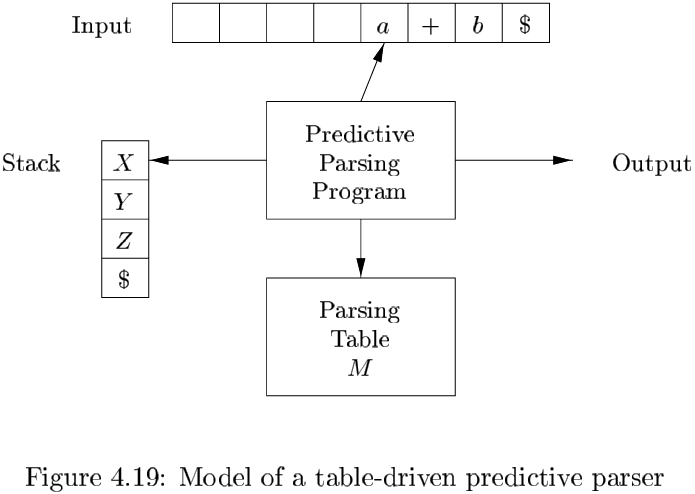 Input a + b $
Predictive
Parsing
Program
Stack
X
Y
Z
$
Output
Parsing
Table
M
Figure 4.19: Model of a table-driven predictive parser